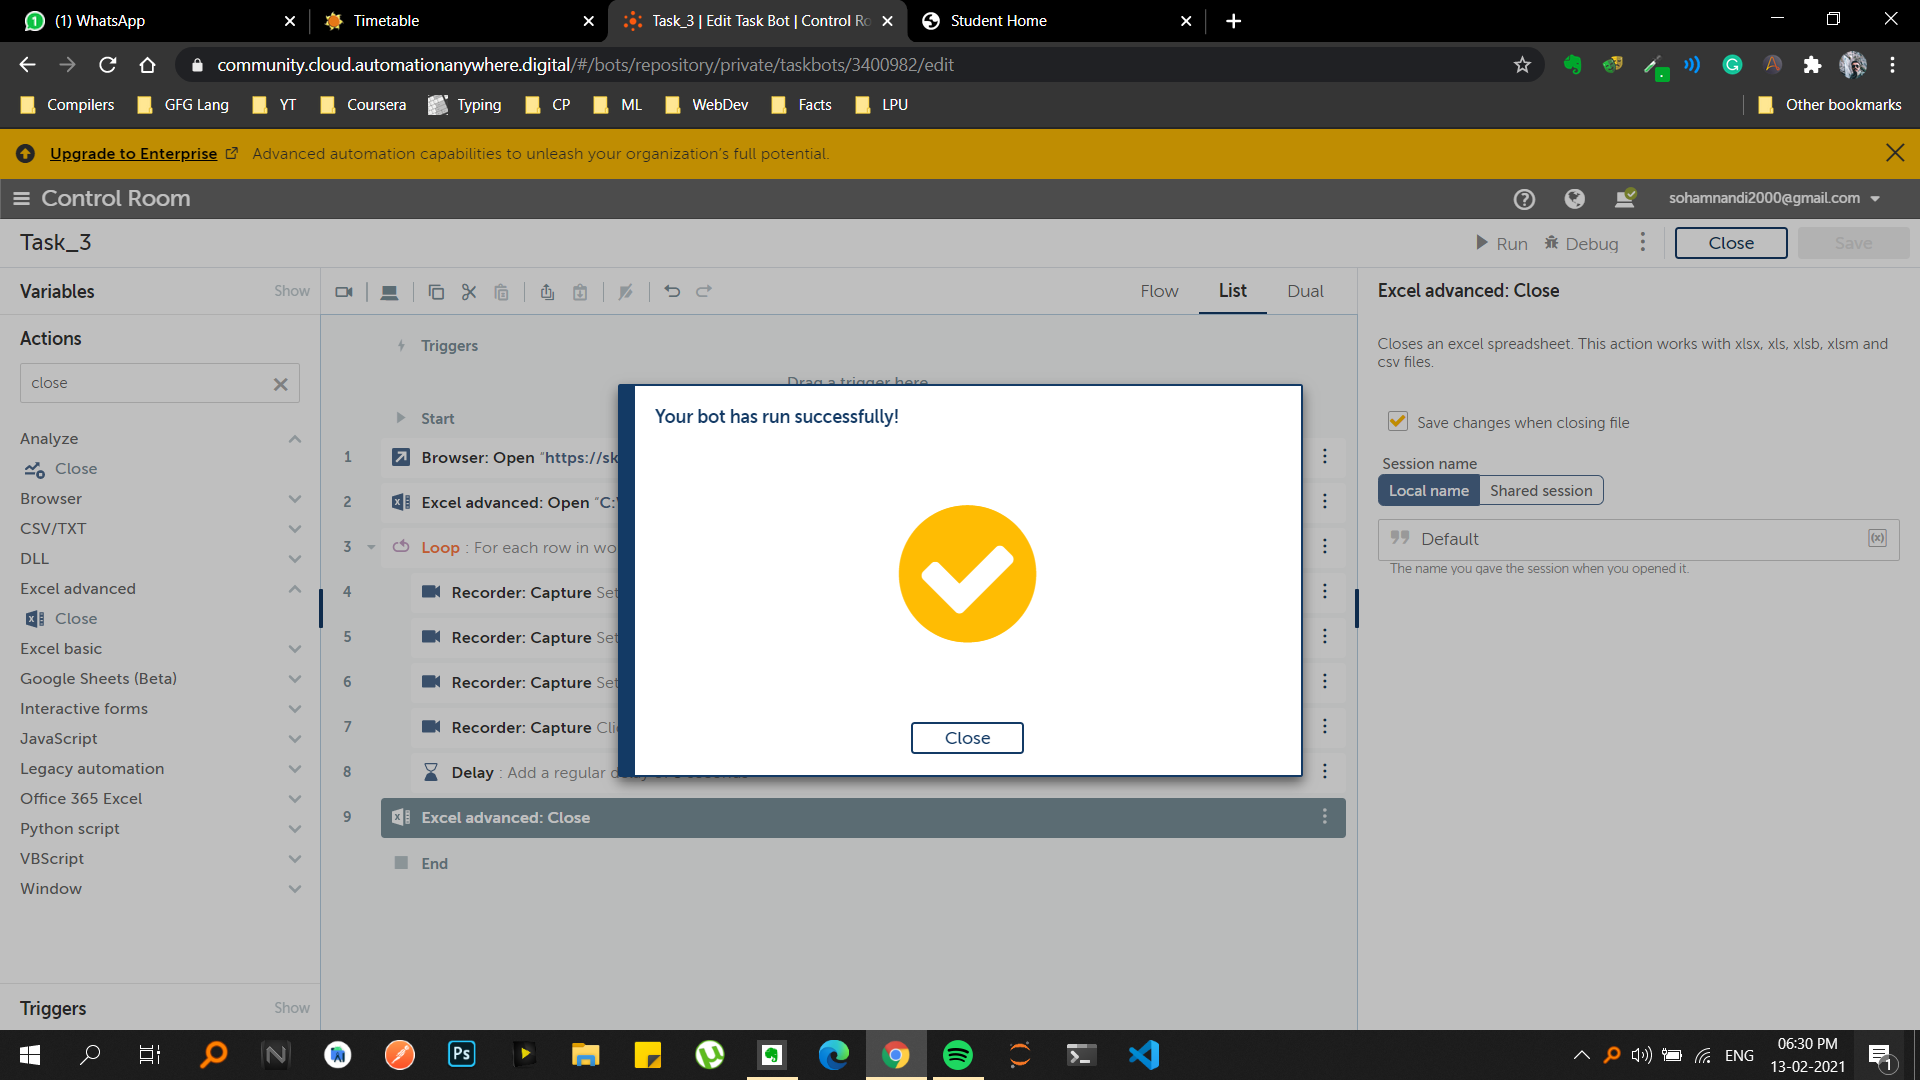 (1) WhatsApp
Timetable
Task_3 | Edit Task Bot | Control Ro
Student Home
community.cloud.automationanywhere.digital/#/bots/repository/private/taskbots/3400982/edit
Compilers
GFG Lang
YT
Coursera
Typing
CP
ML
WebDev
Facts
LPU
Other bookmarks
Upgrade to Enterprise
Advanced automation capabilities to unleash your organization's full potential.
Control Room
sohamnandi2000@gmail.com
Task_3
Run
Debug
Close
Save
Variables
Show
Actions
close
Analyze
Close
Browser
CSV/TXT
DLL
Excel advanced
Close
Excel basic
Google Sheets (Beta)
Interactive forms
JavaScript
Legacy automation
Office 365 Excel
Python script
VBScript
Window
Triggers
Show
Flow
List
Dual
Triggers
Drag a trigger here
Start
1 Browser: Open "https://sk
2 Excel advanced: Open "C:\
3 Loop : For each row in wo
4 Recorder: Capture Set
5 Recorder: Capture Set
6 Recorder: Capture Set
7 Recorder: Capture Cli
8 Delay : Add a regular
9 Excel advanced: Close
End
Your bot has run successfully!
Close
Excel advanced: Close
Closes an excel spreadsheet. This action works with xlsx, xls, xlsb, xlsm and
csv files.
Save changes when closing file
Session name
Local name
Shared session
Default
(x)
The name you gave the session when you opened it.
Ps
ENG
06:30 PM
13-02-2021
1